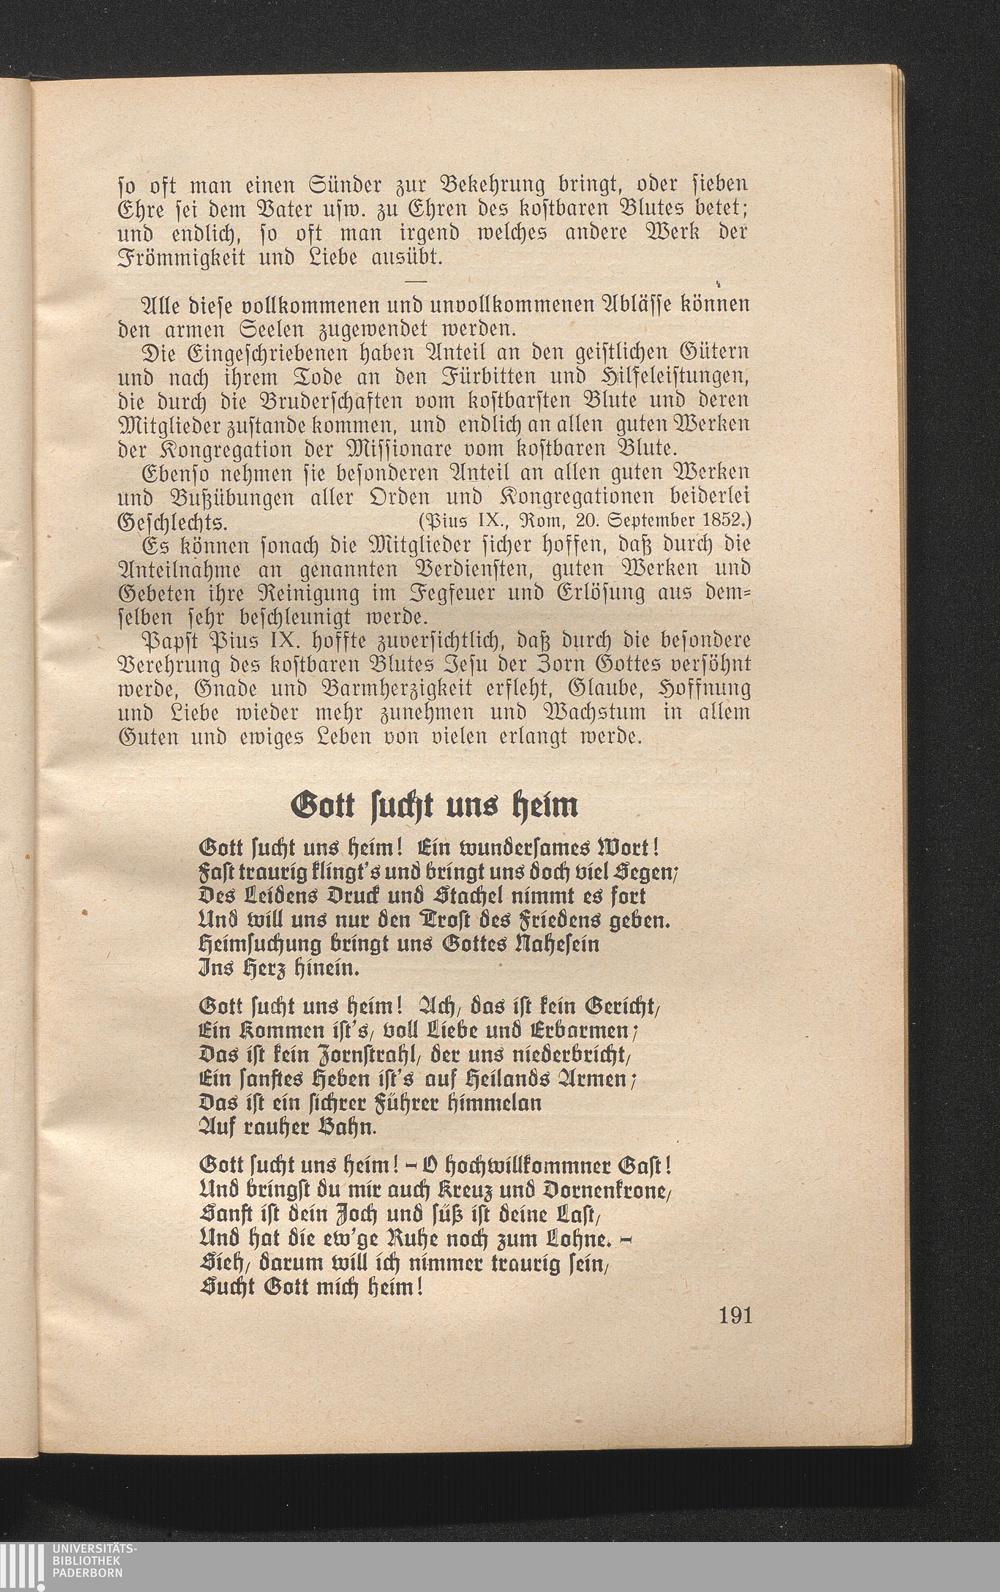 so oft man einen Sünder zur Bekehrung bringt, oder sieben
Ehre sei dem Vater usw. zu Ehren des kostbaren Blutes betet;
und endlich, so oft man irgend welches andere Werk der
Frömmigkeit und Liebe ausübt.
Alle diese vollkommenen und unvollkommenen Ablässe können
den armen Seelen zugewendet werden.
Die Eingeschriebenen haben Anteil an den geistlichen Gütern
und nach ihrem Tode an den Fürbitten und Hilfeleistungen,
die durch die Bruderschaften vom kostbarsten Blute und deren
Mitglieder zustande kommen, und endlich an allen guten Werken
der Kongregation der Missionare vom kostbaren Blute.
Ebenso nehmen sie besonderen Anteil an allen guten Werken
und Bußübungen aller Orden und Kongregationen beiderlei
Geschlechts. (Pius IX., Rom, 20. September 1852.)
Es können sonach die Mitglieder sicher hoffen, daß durch die
Anteilnahme an genannten Verdiensten, guten Werken und
Gebeten ihre Reinigung im Fegfeuer und Erlösung aus dem-
selben sehr beschleunigt werde.
Papst Pius IX. hoffte zuversichtlich, daß durch die besondere
Verehrung des kostbaren Blutes Jesu der Zorn Gottes versöhnt
werde, Gnade und Barmherzigkeit erfleht, Glaube, Hoffnung
und Liebe wieder mehr zunehmen und Wachstum in allem
Guten und ewiges Leben von vielen erlangt werde.
Gott sucht uns heim
Gott sucht uns heim! Ein wundersames Wort!
Fast traurig klingt's und bringt uns doch viel Segen;
Des Leidens Druck und Stachel nimmt es fort
Und will uns nur den Trost des Friedens geben.
Heimsuchung bringt uns Gottes Nahesein
Ins Herz hinein.
Gott sucht uns heim! Ach, das ist kein Gericht,
Ein Kommen ist's, voll Liebe und Erbarmen;
Das ist kein Zornstrahl, der uns niederbricht,
Ein sanftes Heben ist's auf Heilands Armen;
Das ist ein sichrer Führer himmelan
Auf rauher Bahn.
Gott sucht uns heim! – O hochwillkommner Gast!
Und bringst du mir auch Kreuz und Dornenkrone,
Sanft ist dein Joch und süß ist deine Last,
Und hat die ew'ge Ruhe noch zum Lohne. –
Sieh, darum will ich nimmer traurig sein,
Sucht Gott mich heim!
191
UNIVERSITÄTS-
BIBLIOTHEK
PADERBORN